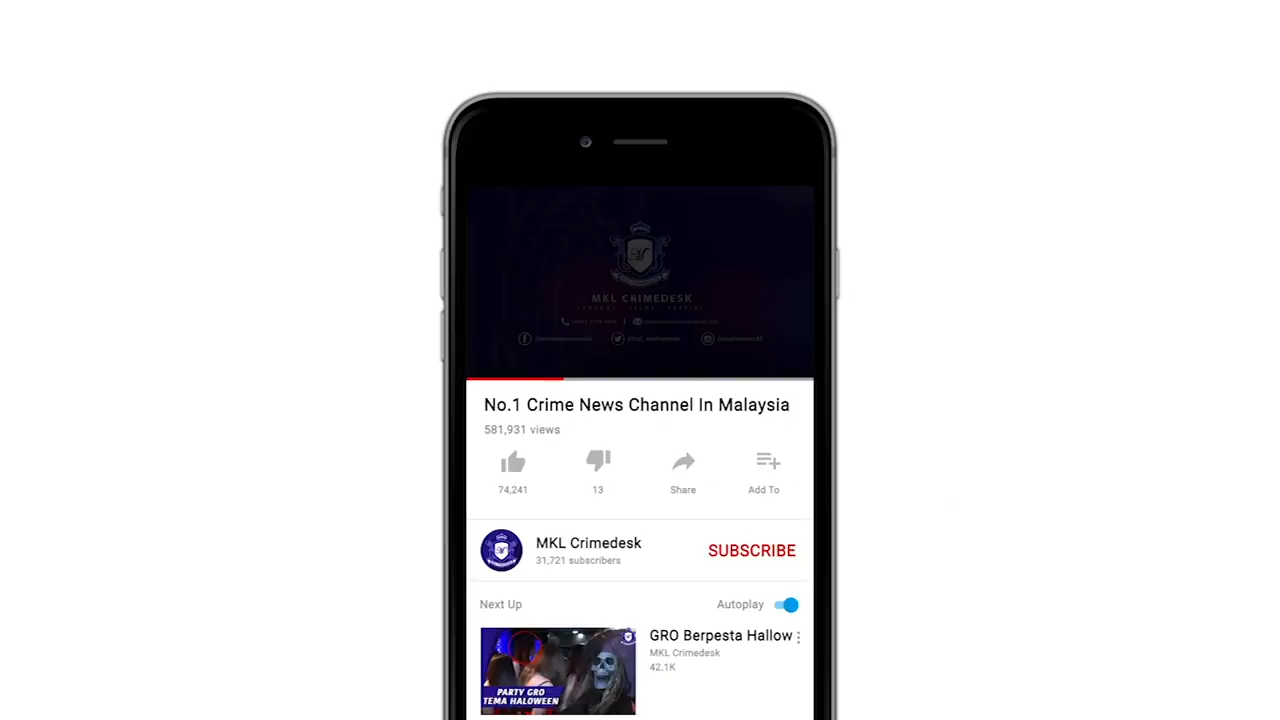 MKL CRIMEDESK
No.1 Crime News Channel In Malaysia
581,931 views
74,241
13
Share
Add To
MKL Crimedesk
31,721 subscribers
SUBSCRIBE
Next Up
Autoplay
GRO Berpesta Hallow
MKL Crimedesk
42.1K
PARTY GRO
TEMA HALOWEEN